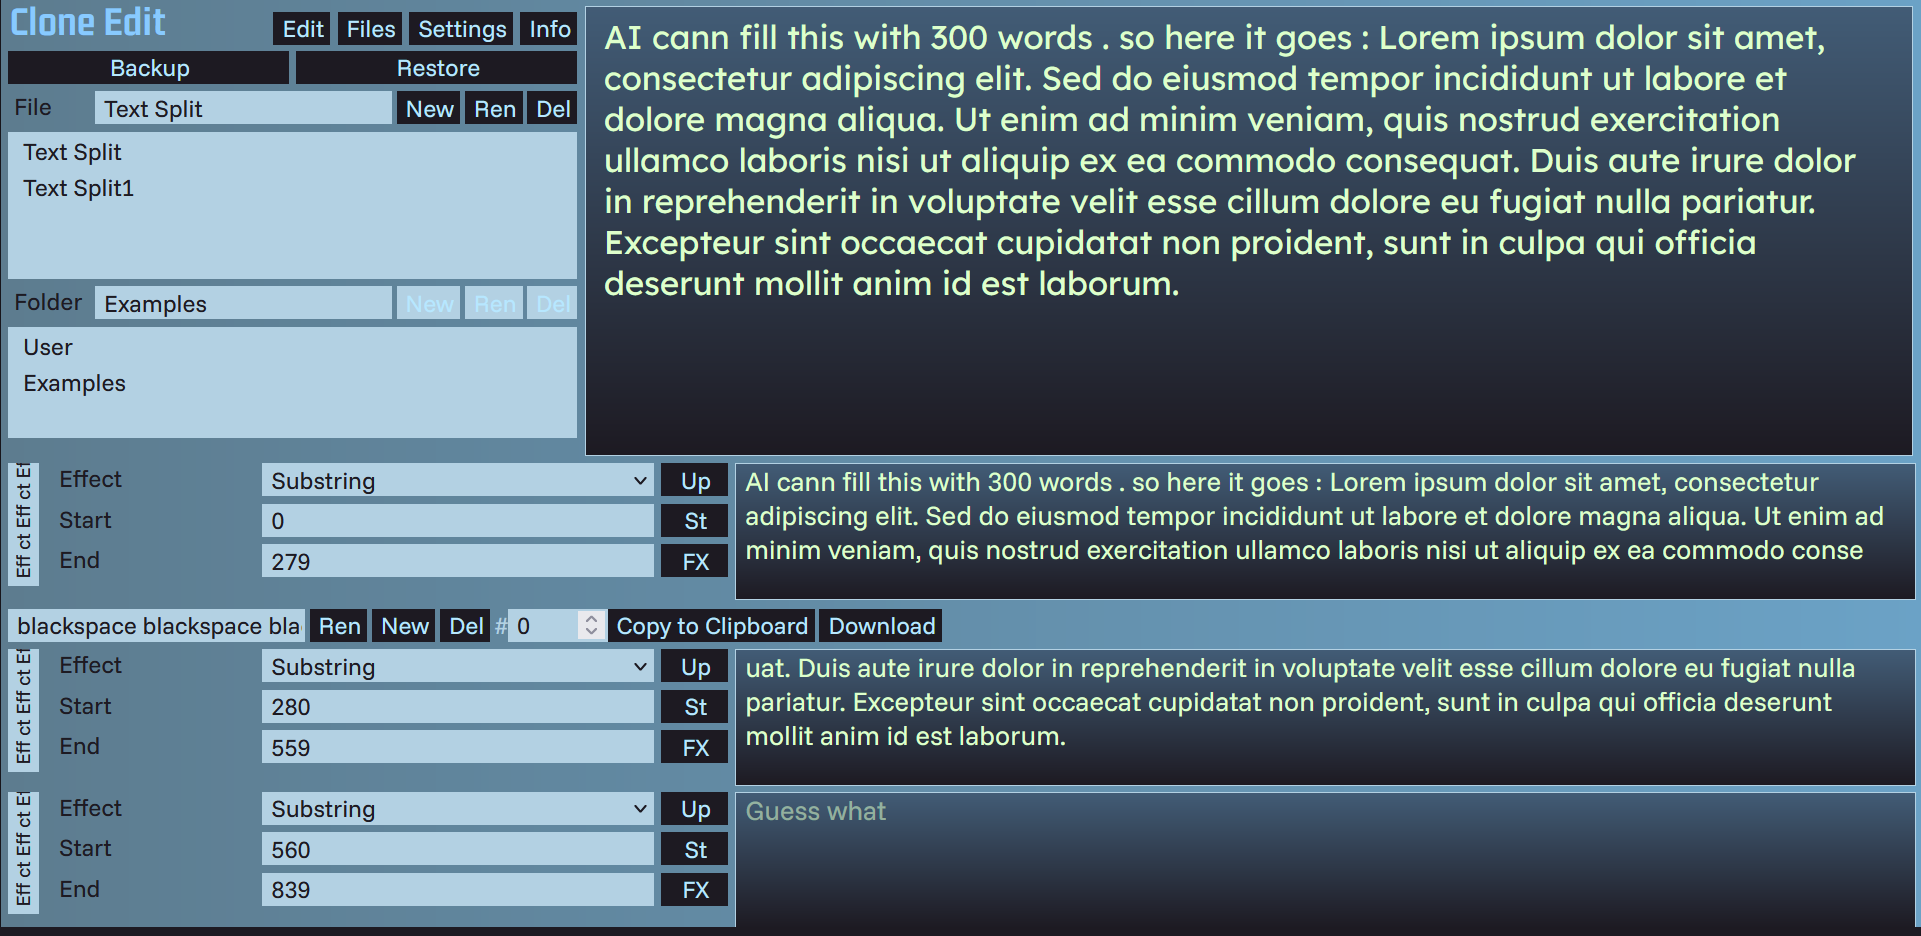 Clone Edit
Edit Files Settings Info
Backup Restore
File Text Split New Ren Del
Text Split
Text Split1
Folder Examples New Ren Del
User
Examples
AI cann fill this with 300 words . so here it goes : Lorem ipsum dolor sit amet,
consectetur adipiscing elit. Sed do eiusmod tempor incididunt ut labore et
dolore magna aliqua. Ut enim ad minim veniam, quis nostrud exercitation
ullamco laboris nisi ut aliquip ex ea commodo consequat. Duis aute irure dolor
in reprehenderit in voluptate velit esse cillum dolore eu fugiat nulla pariatur.
Excepteur sint occaecat cupidatat non proident, sunt in culpa qui officia
deserunt mollit anim id est laborum.
Eff ct Eff ct Ef
Effect Substring Up
Start 0 St
End 279 FX
AI cann fill this with 300 words . so here it goes : Lorem ipsum dolor sit amet, consectetur
adipiscing elit. Sed do eiusmod tempor incididunt ut labore et dolore magna aliqua. Ut enim ad
minim veniam, quis nostrud exercitation ullamco laboris nisi ut aliquip ex ea commodo conse
blackspace blackspace bla Ren New Del # 0 Copy to Clipboard Download
Eff ct Eff ct Ef
Effect Substring Up
Start 280 St
End 559 FX
uat. Duis aute irure dolor in reprehenderit in voluptate velit esse cillum dolore eu fugiat nulla
pariatur. Excepteur sint occaecat cupidatat non proident, sunt in culpa qui officia deserunt
mollit anim id est laborum.
Eff ct Eff ct Ef
Effect Substring Up
Start 560 St
End 839 FX
Guess what